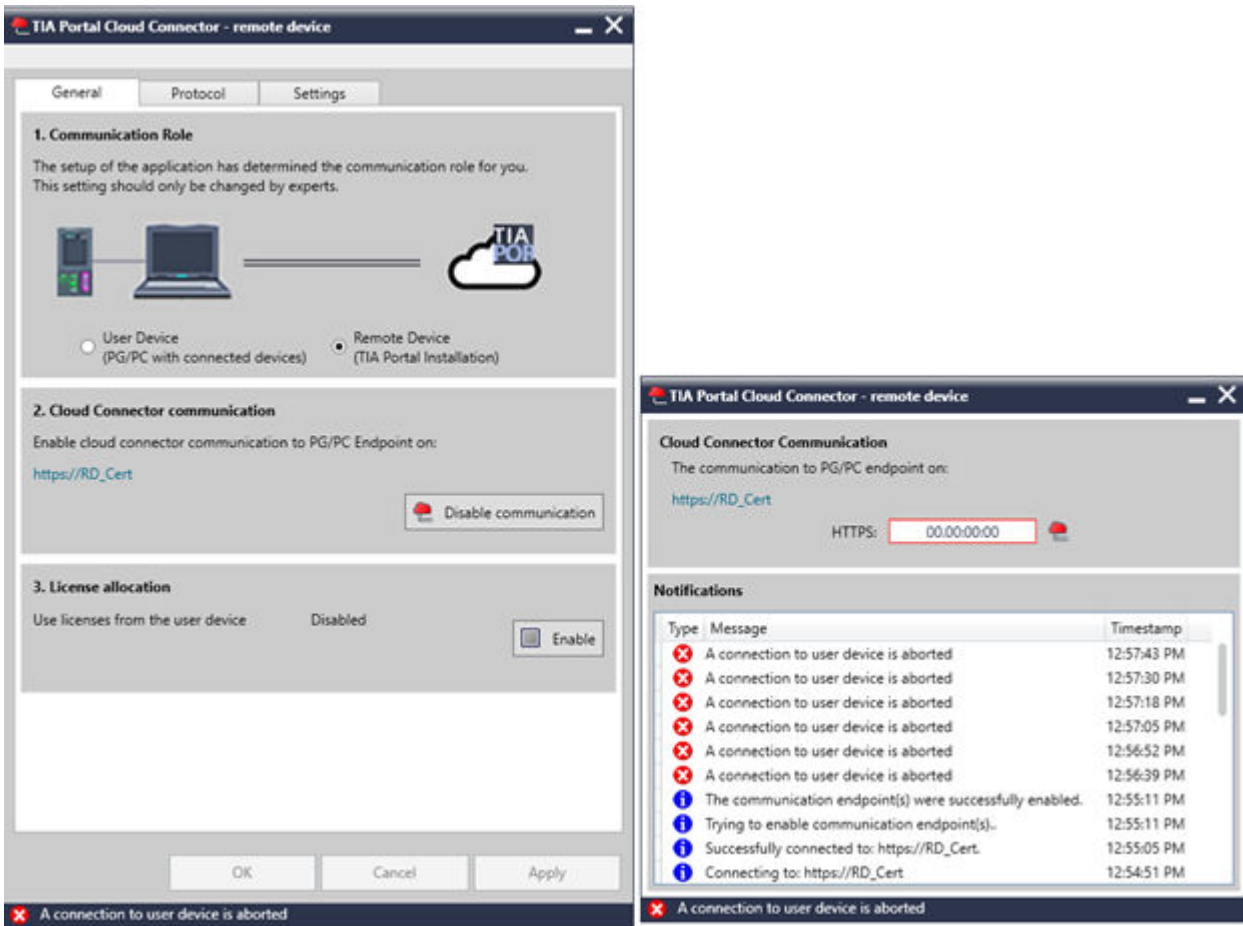 TIA Portal Cloud Connector - remote device
General Protocol Settings
1. Communication Role
The setup of the application has determined the communication role for you.
This setting should only be changed by experts.
TIA
POR
User Device
(PG/PC with connected devices)
Remote Device
(TIA Portal Installation)
2. Cloud Connector communication
Enable cloud connector communication to PG/PC Endpoint on:
https://RD_Cert
Disable communication
3. License allocation
Use licenses from the user device Disabled
Enable
OK Cancel Apply
A connection to user device is aborted
TIA Portal Cloud Connector - remote device
Cloud Connector Communication
The communication to PG/PC endpoint on:
https://RD_Cert
HTTPS: 00.00:00:00
Notifications
Type Message Timestamp
A connection to user device is aborted 12:57:43 PM
A connection to user device is aborted 12:57:30 PM
A connection to user device is aborted 12:57:18 PM
A connection to user device is aborted 12:57:05 PM
A connection to user device is aborted 12:56:52 PM
A connection to user device is aborted 12:56:39 PM
The communication endpoint(s) were successfully enabled. 12:55:11 PM
Trying to enable communication endpoint(s).. 12:55:11 PM
Successfully connected to: https://RD_Cert. 12:55:05 PM
Connecting to: https://RD_Cert 12:54:51 PM
A connection to user device is aborted